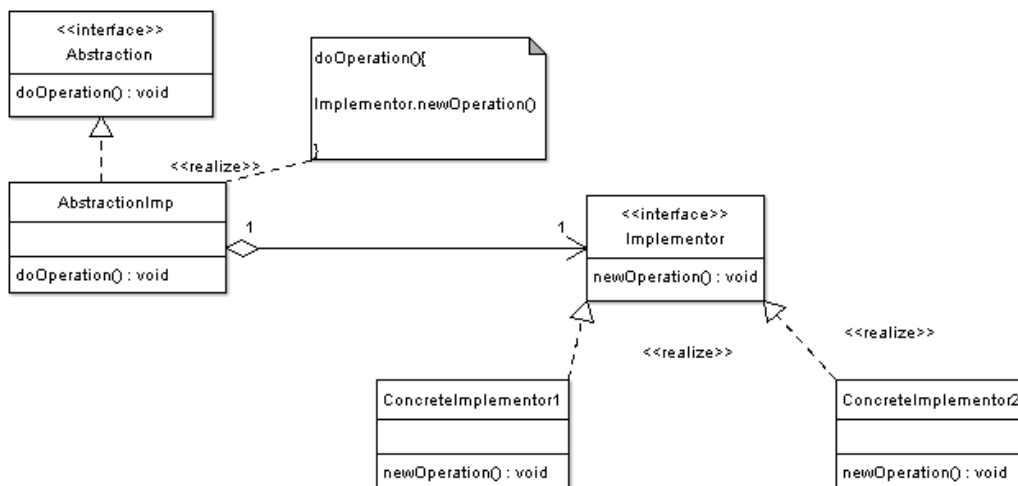 <<interface>>
Abstraction
doOperation() : void
doOperation(){
Implementor.newOperation()
}
<<realize>>
AbstractionImp
doOperation() : void
1
1
<<interface>>
Implementor
newOperation() : void
<<realize>>
<<realize>>
ConcreteImplementor1
newOperation() : void
ConcreteImplementor2
newOperation() : void